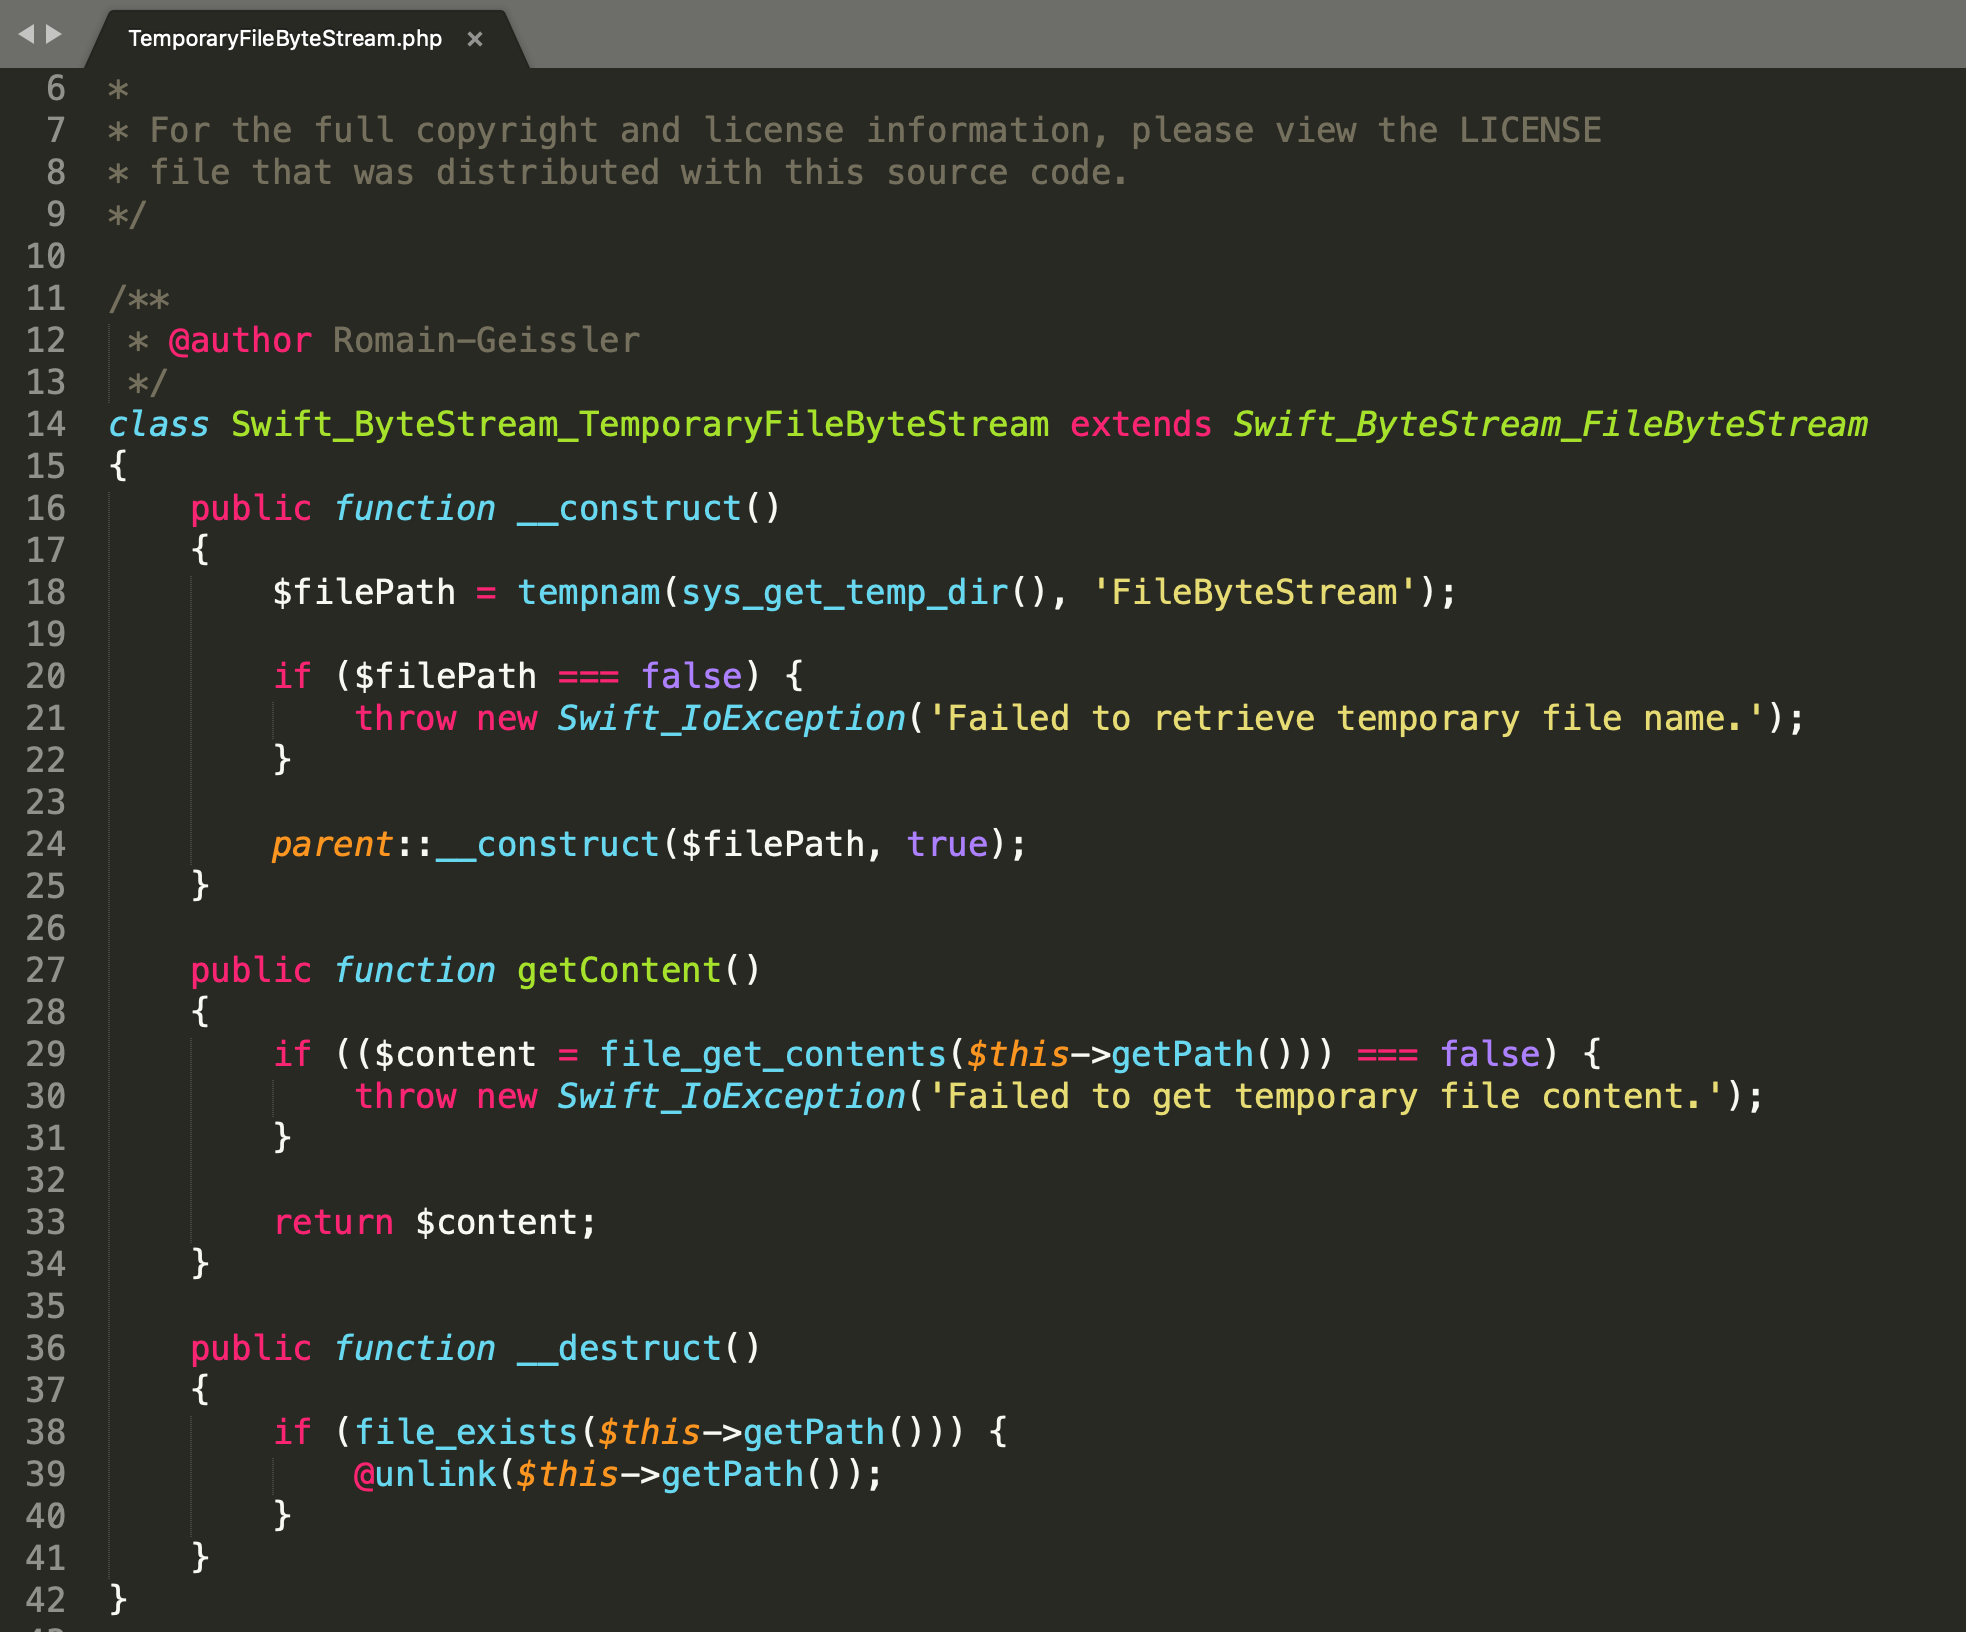 TemporaryFileByteStream.php ×
6 *
7 * For the full copyright and license information, please view the LICENSE
8 * file that was distributed with this source code.
9 */
10
11 /**
12 * @author Romain-Geissler
13 */
14 class Swift_ByteStream_TemporaryFileByteStream extends Swift_ByteStream_FileByteStream
15 {
16 public function __construct()
17 {
18 $filePath = tempnam(sys_get_temp_dir(), 'FileByteStream');
19
20 if ($filePath === false) {
21 throw new Swift_IoException('Failed to retrieve temporary file name.');
22 }
23
24 parent::__construct($filePath, true);
25 }
26
27 public function getContent()
28 {
29 if (($content = file_get_contents($this->getPath())) === false) {
30 throw new Swift_IoException('Failed to get temporary file content.');
31 }
32
33 return $content;
34 }
35
36 public function __destruct()
37 {
38 if (file_exists($this->getPath())) {
39 @unlink($this->getPath());
40 }
41 }
42 }